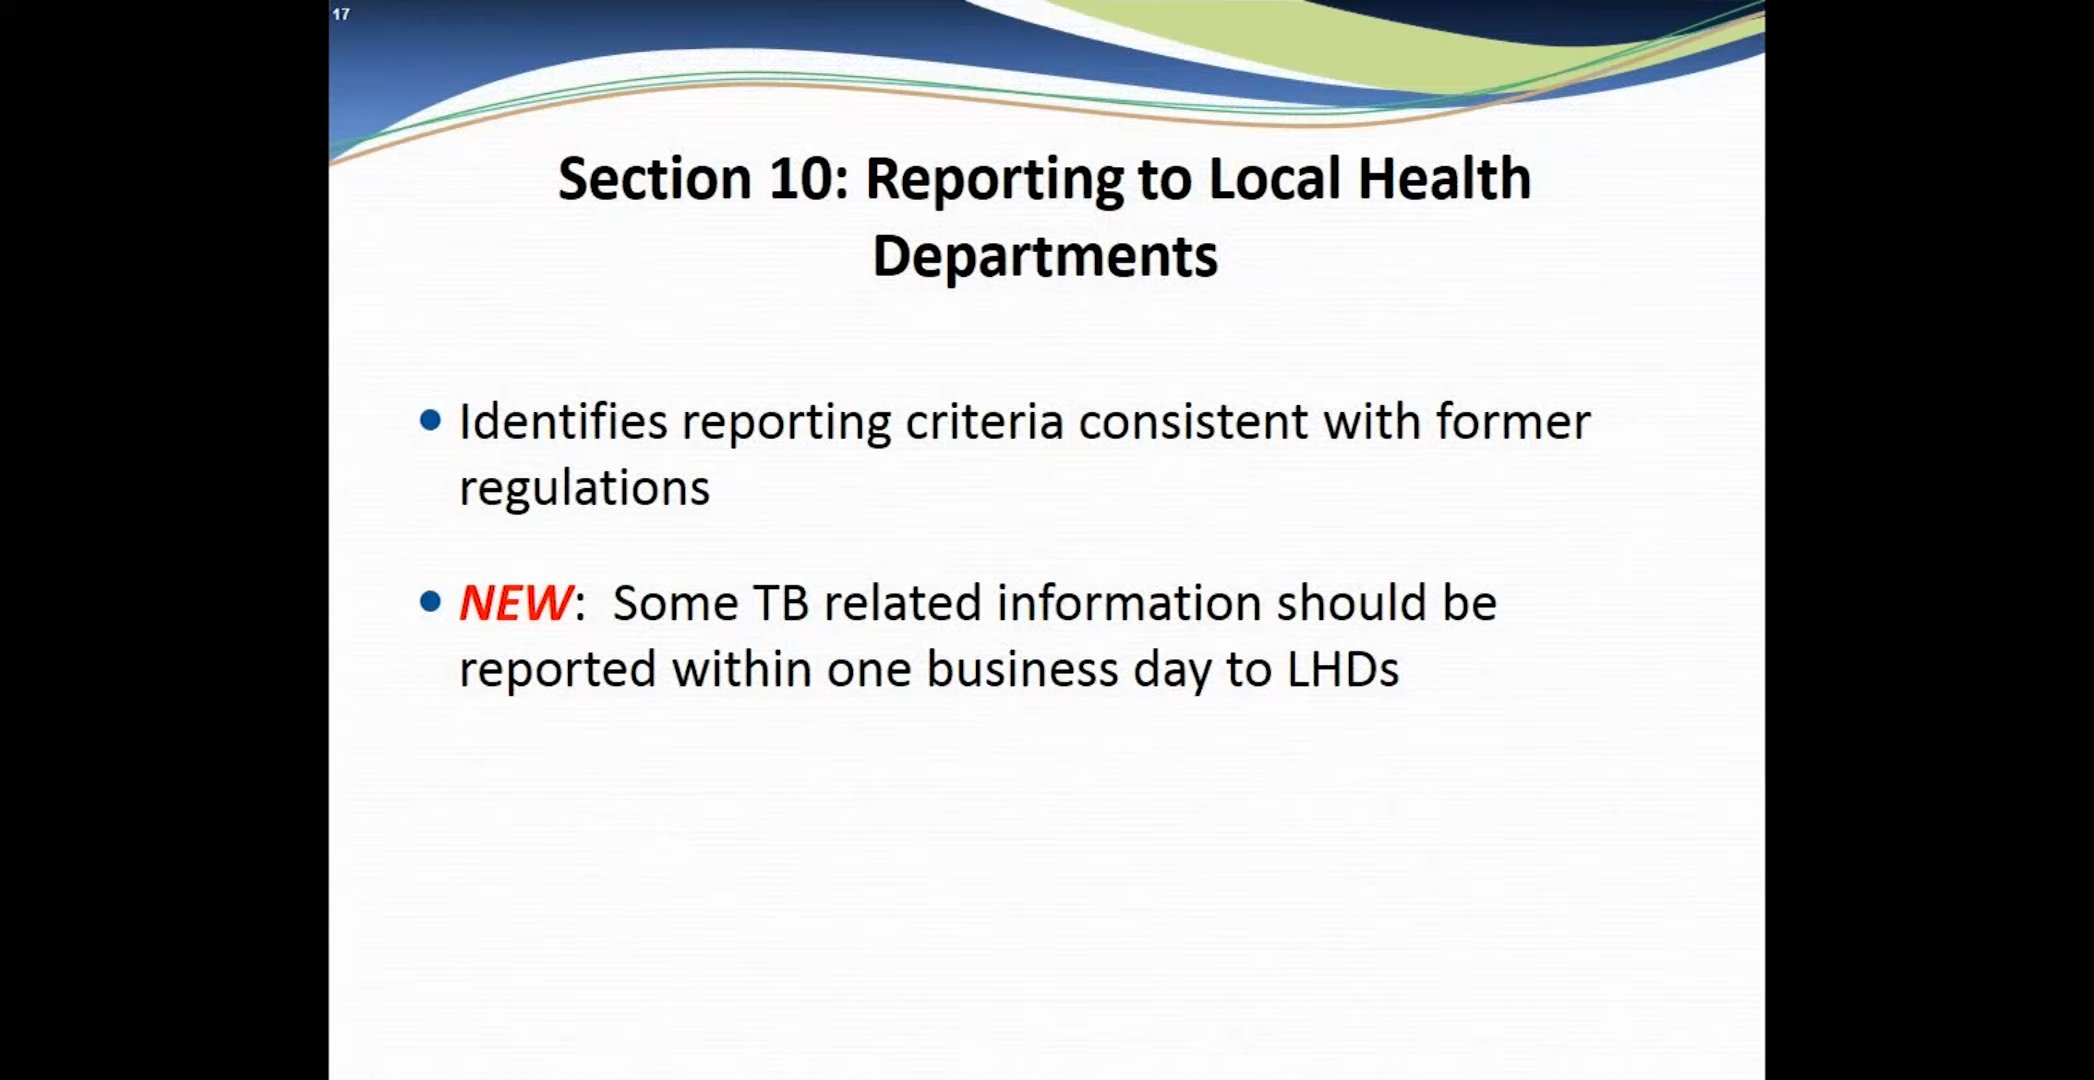 17
Section 10: Reporting to Local Health
Departments
• Identifies reporting criteria consistent with former
regulations
• NEW:  Some TB related information should be
reported within one business day to LHDs